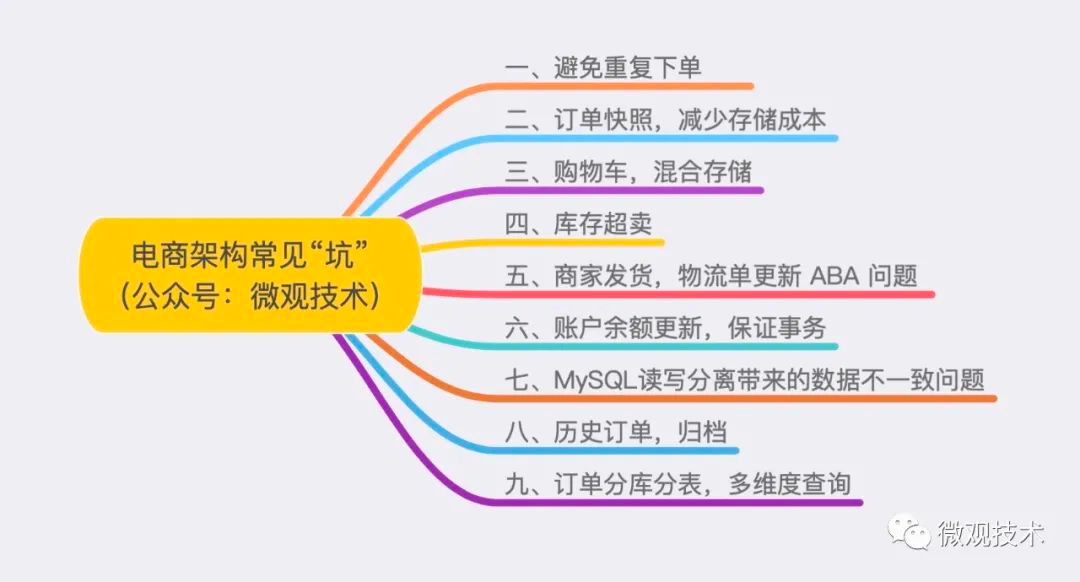 一、避免重复下单
二、订单快照，减少存储成本
三、购物车，混合存储
四、库存超卖
电商架构常见“坑”
（公众号：微观技术）
五、商家发货，物流单更新 ABA 问题
六、账户余额更新，保证事务
七、MySQL读写分离带来的数据不一致问题
八、历史订单，归档
九、订单分库分表，多维度查询
微观技术